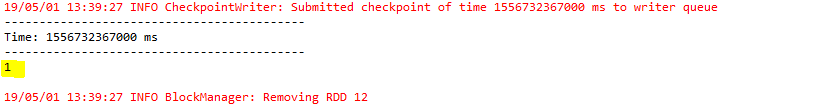 19/05/01 13:39:27 INFO CheckpointWriter: Submitted checkpoint of time 1556732367000 ms to writer queue
-------------------------------------------
Time: 1556732367000 ms
-------------------------------------------
1
19/05/01 13:39:27 INFO BlockManager: Removing RDD 12